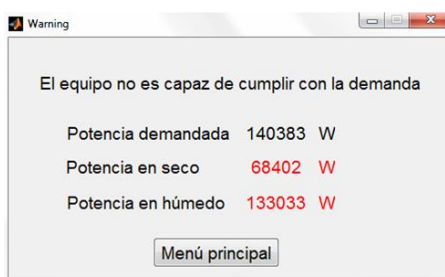 Warning
El equipo no es capaz de cumplir con la demanda
Potencia demandada 140383 W
Potencia en seco 68402 W
Potencia en húmedo 133033 W
Menú principal